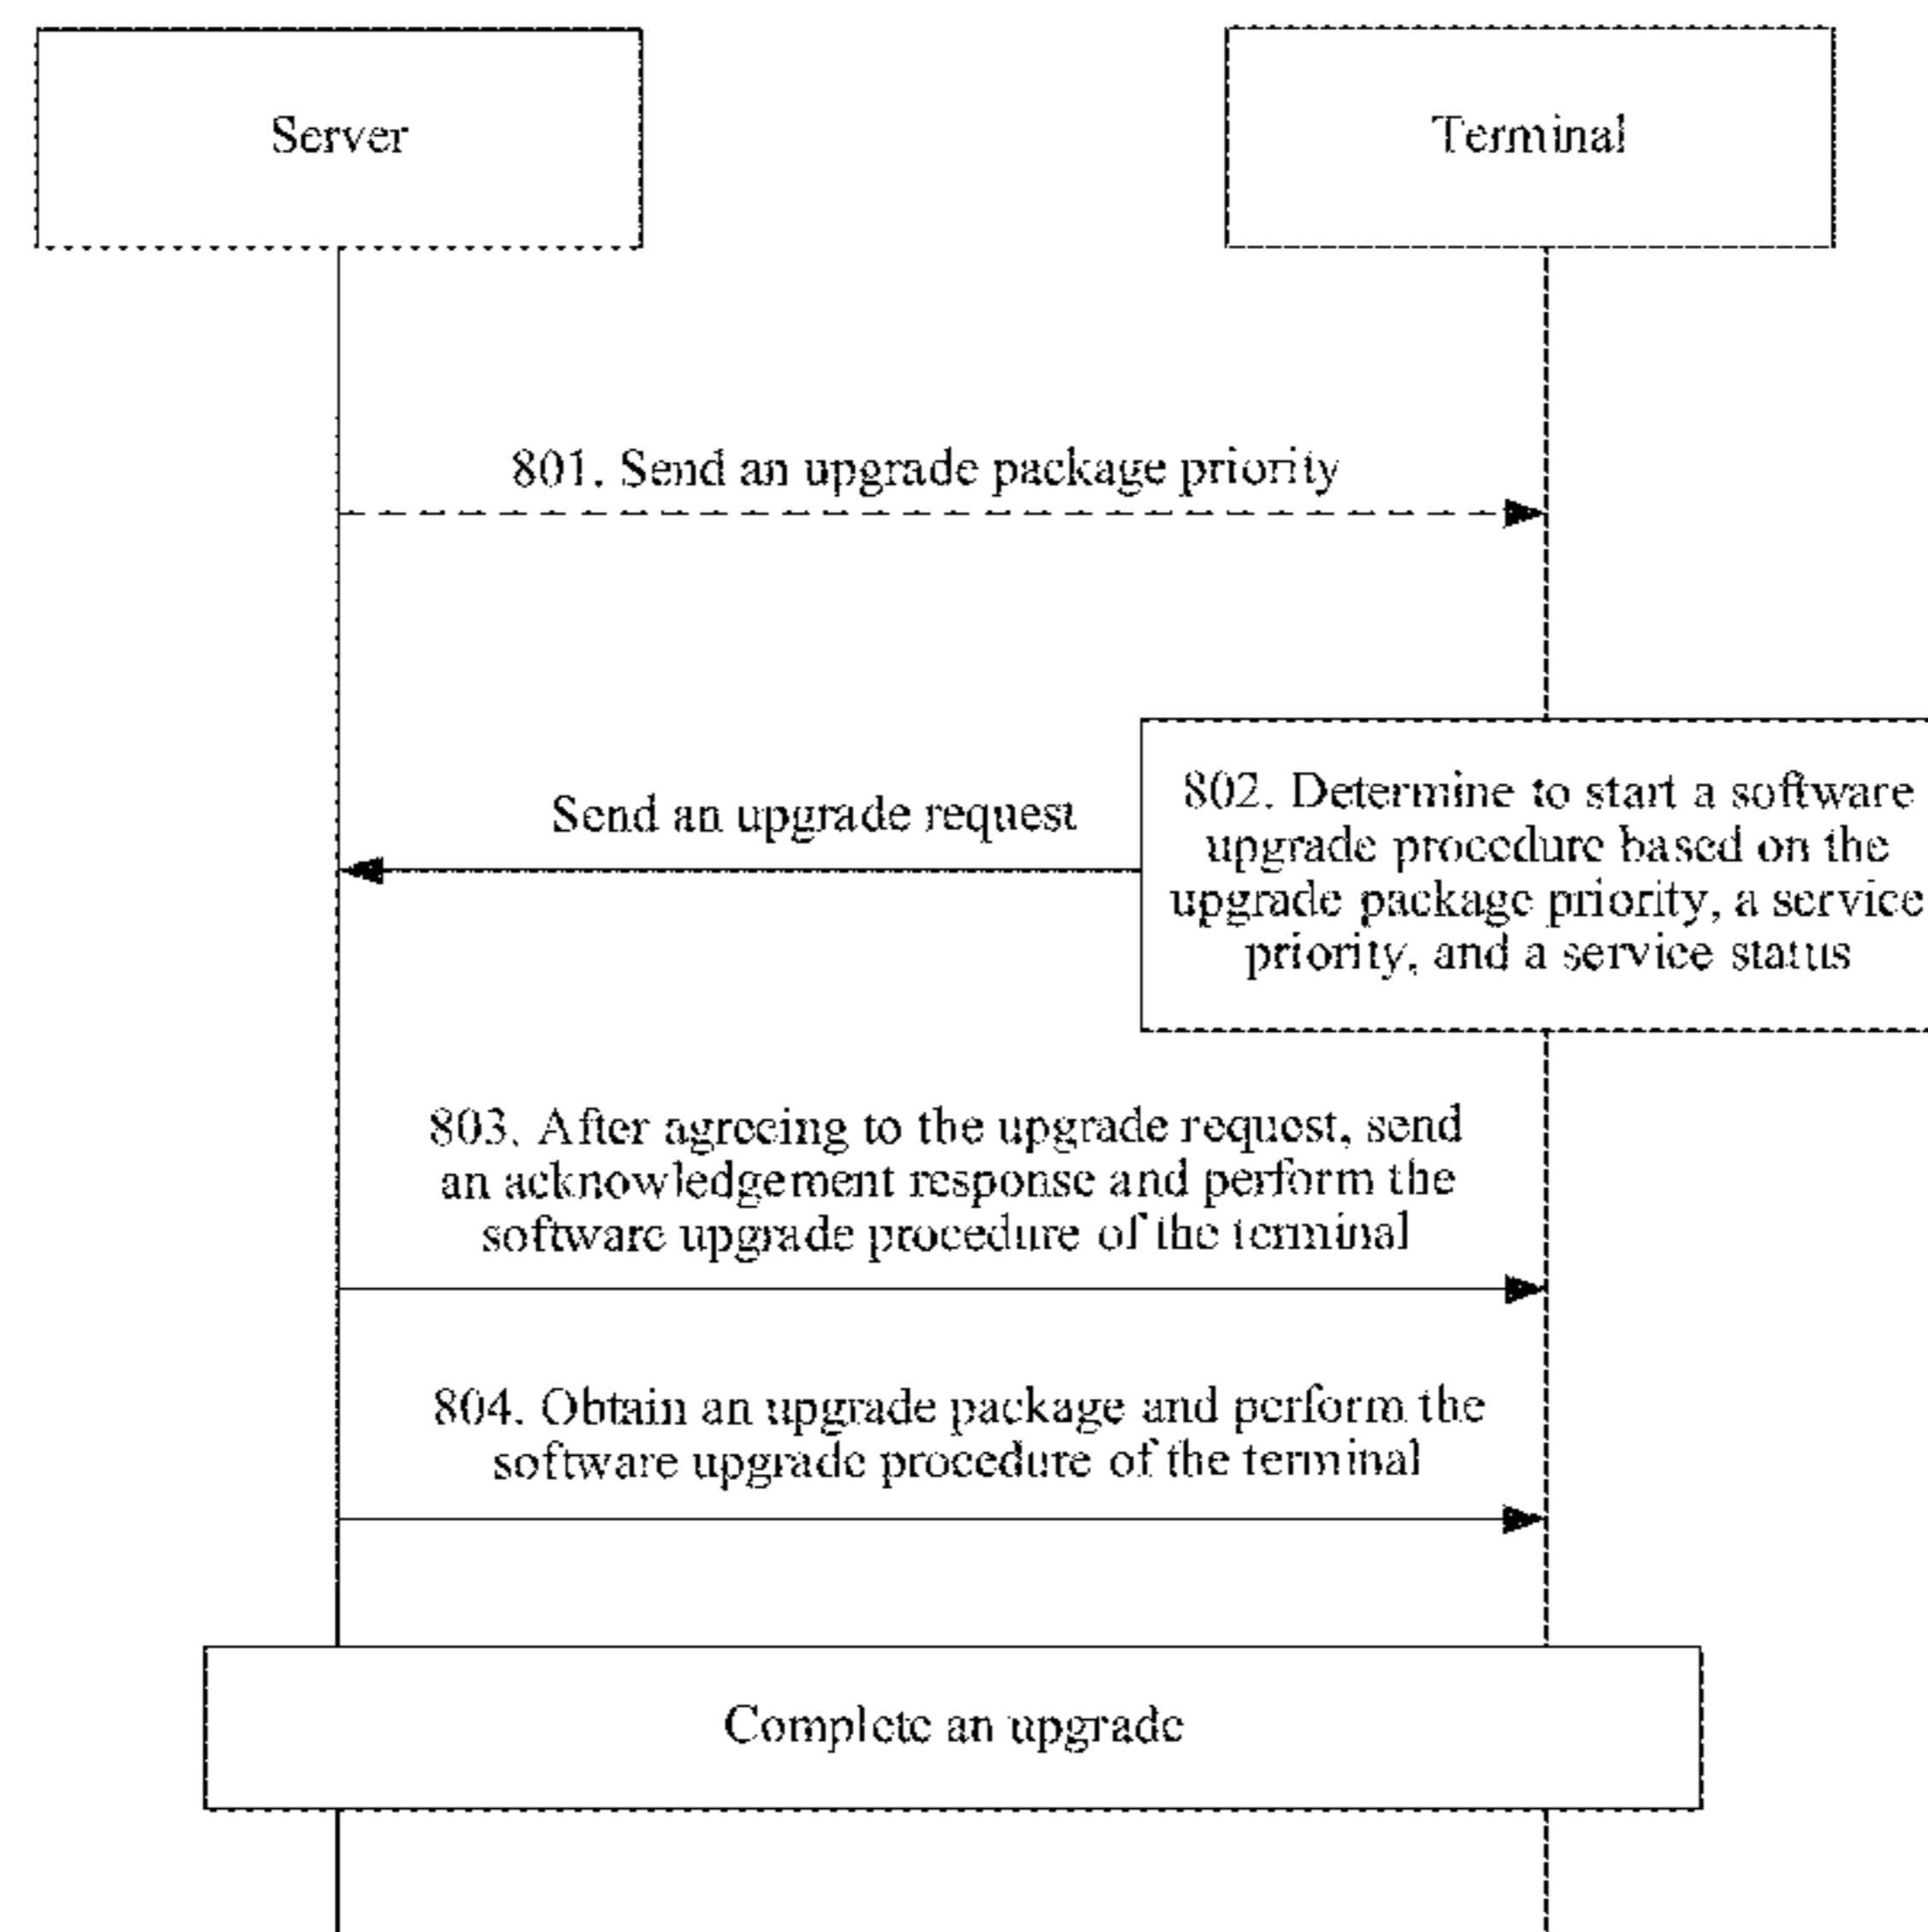 Server
Terminal
801. Send an upgrade package priority
Send an upgrade request
802. Determine to start a software
upgrade procedure based on the
upgrade package priority, a service
priority, and a service status
803. After agreeing to the upgrade request, send
an acknowledgement response and perform the
software upgrade procedure of the terminal
804. Obtain an upgrade package and perform the
software upgrade procedure of the terminal
Complete an upgrade